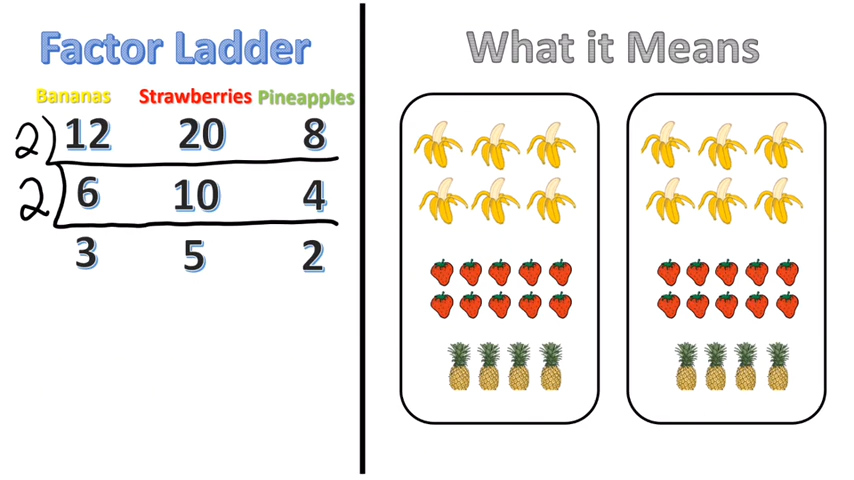 Factor Ladder
Bananas Strawberries Pineapples
2 12 20 8
2 6 10 4
3 5 2
What it Means